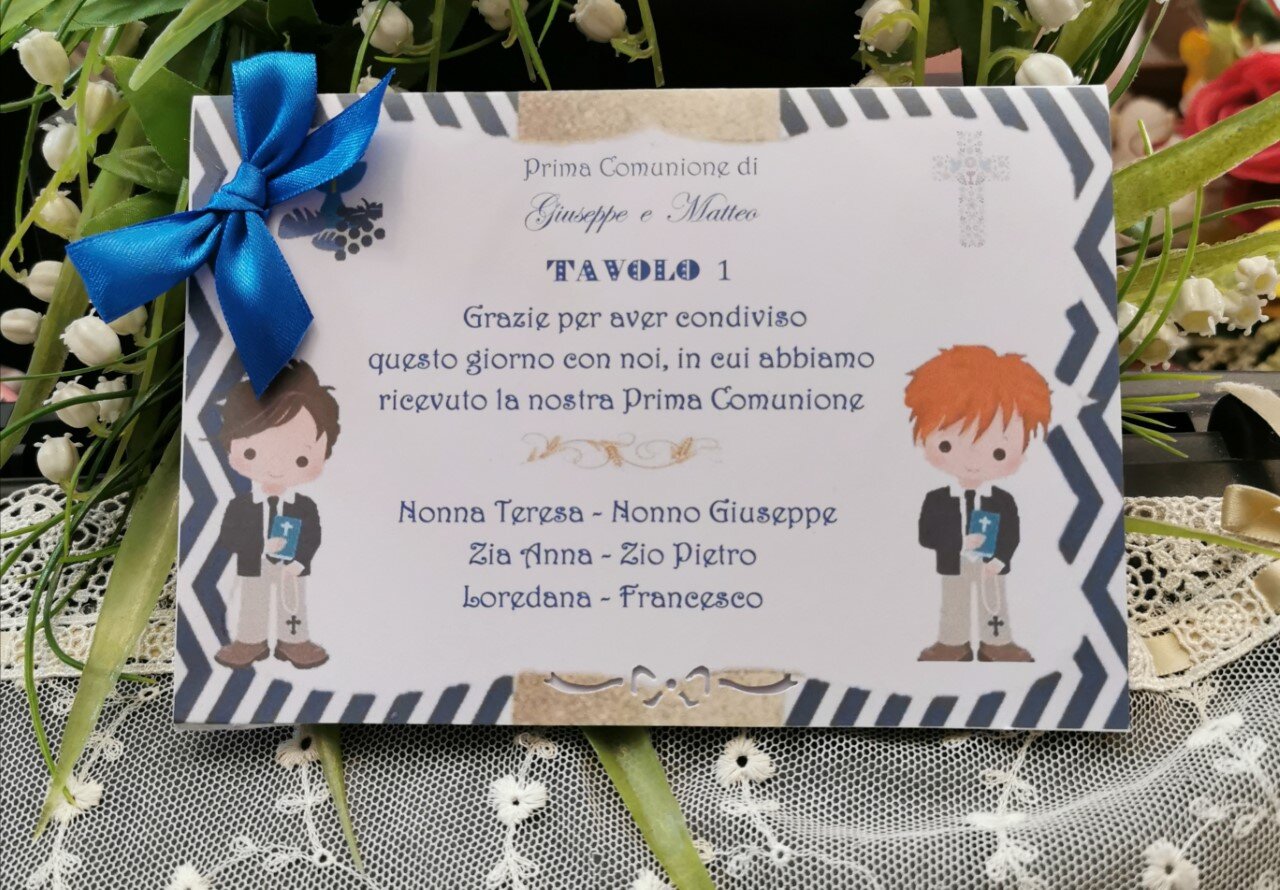 Prima Comunione di
Giuseppe e Matteo
TAVOLO 1
Grazie per aver condiviso
questo giorno con noi, in cui abbiamo
ricevuto la nostra Prima Comunione
Nonna Teresa - Nonno Giuseppe
Zia Anna - Zio Pietro
Loredana - Francesco